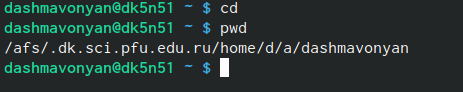 dashmavonyan@dk5n51 ~ $ cd
dashmavonyan@dk5n51 ~ $ pwd
/afs/.dk.sci.pfu.edu.ru/home/d/a/dashmavonyan
dashmavonyan@dk5n51 ~ $